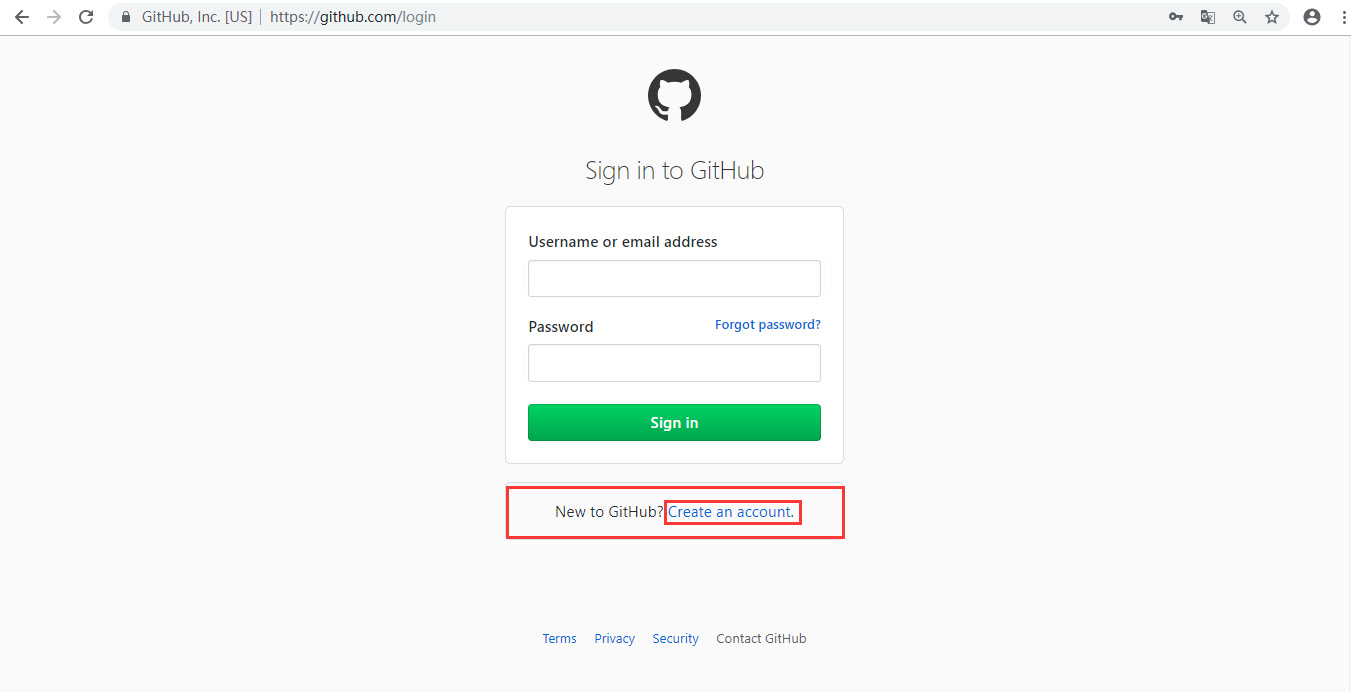 GitHub, Inc. [US] | https://github.com/login
Sign in to GitHub
Username or email address
Password Forgot password?
Sign in
New to GitHub? Create an account.
Terms Privacy Security Contact GitHub